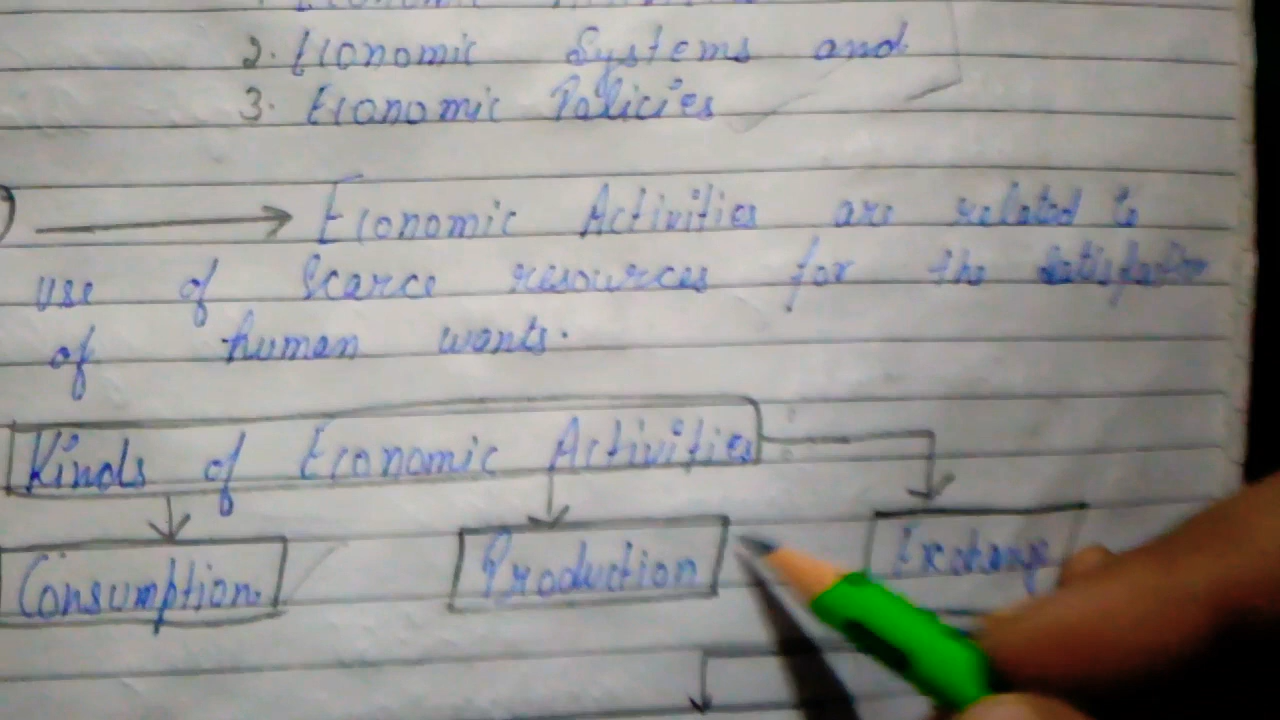 2. Economic Systems and
3. Economic Policies
Economic Activities are related to
use of Scarce resources for the satisfaction
of human wants.
Kinds of Economic Activities
Consumption Production Exchange